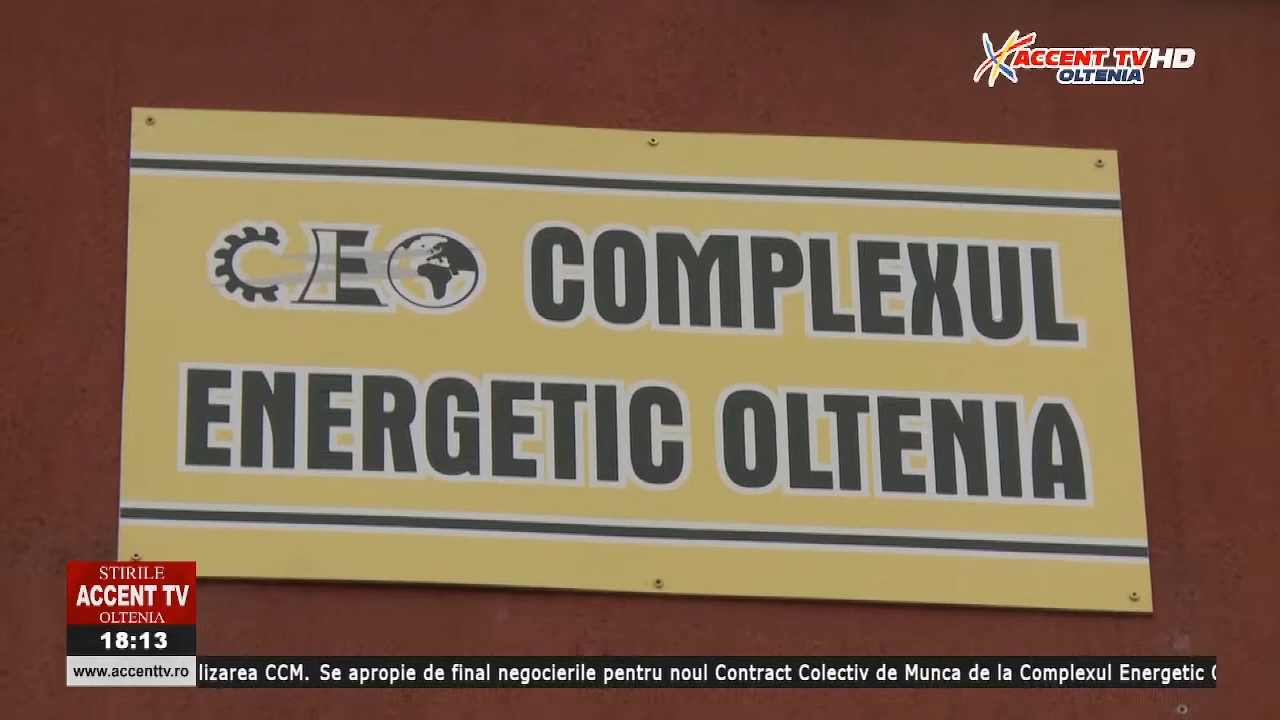 ACCENT TV HD
OLTENIA
CEO COMPLEXUL
ENERGETIC OLTENIA
STIRILE
ACCENT TV
OLTENIA
18:13
www.accenttv.ro
lizarea CCM. Se apropie de final negocierile pentru noul Contract Colectiv de Munca de la Complexul Energetic